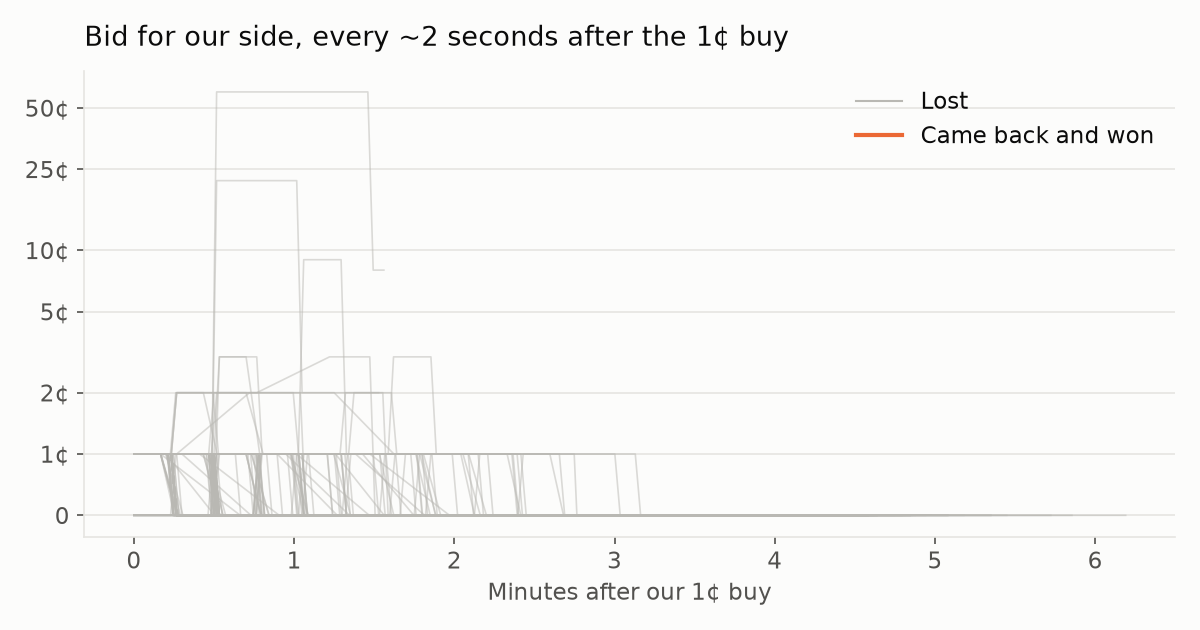 Bid for our side, every ~2 seconds after the 1¢ buy
Lost
Came back and won
50¢
25¢
10¢
5¢
2¢
1¢
0
0 1 2 3 4 5 6
Minutes after our 1¢ buy